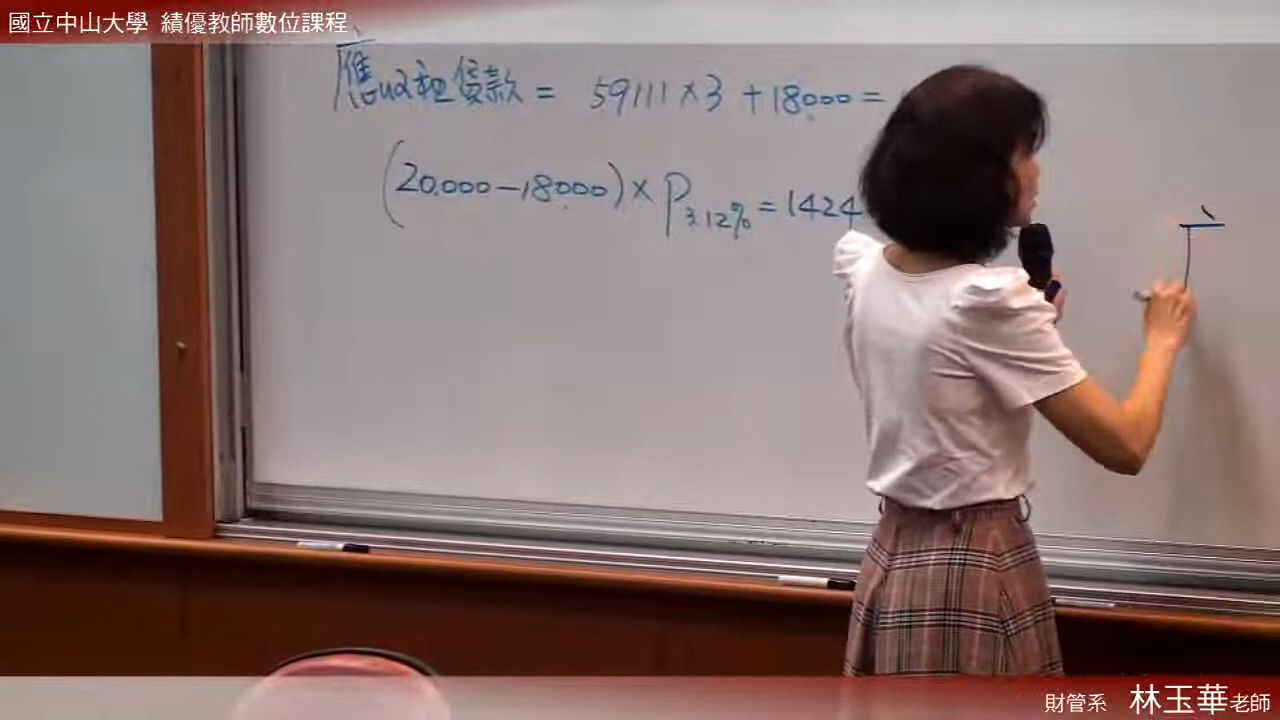 國立中山大學 績優教師數位課程
應收租賃款 = 59111×3 +18000=
(20,000-18000)× P3.12% = 1424
財管系 林玉華老師